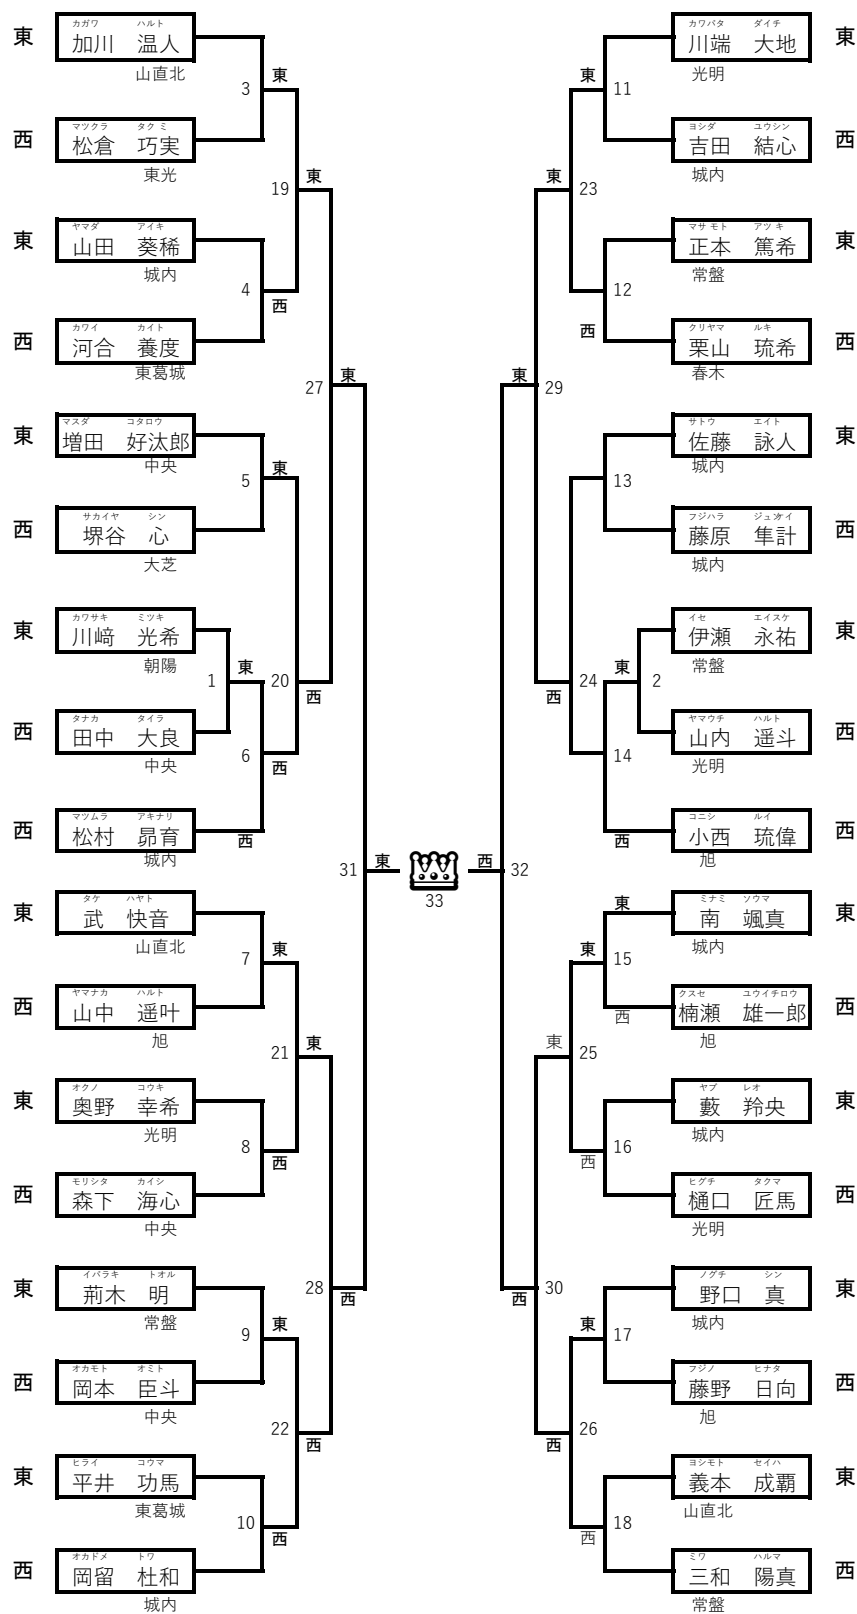 カガワ ハルト
東 加川 温人
山直北
3
東
マツクラ タクミ
西 松倉 巧実
東光
19
東
ヤマダ アイキ
東 山田 葵稀
城内
4
西
カワイ カイト
西 河合 養度
東葛城
27
東
マスダ コタロウ
東 増田 好汰郎
中央
5
東
サカイヤ シン
西 堺谷 心
大芝
カワサキ ミツキ
東 川﨑 光希
朝陽
1
東
20
西
タナカ タイラ
西 田中 大良
中央
6
西
マツムラ アキナリ
西 松村 昴育
城内
西
31
東
33
タケ ハヤト
東 武 快音
山直北
7
東
ヤマナカ ハルト
西 山中 遥叶
旭
21
東
オクノ コウキ
東 奥野 幸希
光明
8
西
モリシタ カイシ
西 森下 海心
中央
28
西
イバラキ トオル
東 荊木 明
常盤
9
東
オカモト オミト
西 岡本 臣斗
中央
22
西
ヒライ コウマ
東 平井 功馬
東葛城
10
西
オカドメ トワ
西 岡留 杜和
城内
カワバタ ダイチ
川端 大地 東
光明
東
11
ヨシダ ユウシン
吉田 結心 西
城内
東
23
マサモト アツキ
正本 篤希 東
常盤
12
西
クリヤマ ルキ
栗山 琉希 西
春木
東
29
サトウ エイト
佐藤 詠人 東
城内
13
フジハラ ジュンケイ
藤原 隼計 西
城内
イセ エイスケ
伊瀬 永祐 東
常盤
東
2
24
西
ヤマウチ ハルト
山内 遥斗 西
光明
14
コニシ ルイ
小西 琉偉 西
旭
西
西
32
ミナミ ソウマ
南 颯真 東
城内
東
東
15
クスセ ユウイチロウ
楠瀬 雄一郎 西
旭
西
東
25
ヤブ レオ
藪 羚央 東
城内
西
16
ヒグチ タクマ
樋口 匠馬 西
光明
西
30
ノグチ シン
野口 真 東
城内
東
17
フジノ ヒナタ
藤野 日向 西
旭
西
26
ヨシモト セイハ
義本 成覇 東
山直北
西
18
ミワ ハルマ
三和 陽真 西
常盤